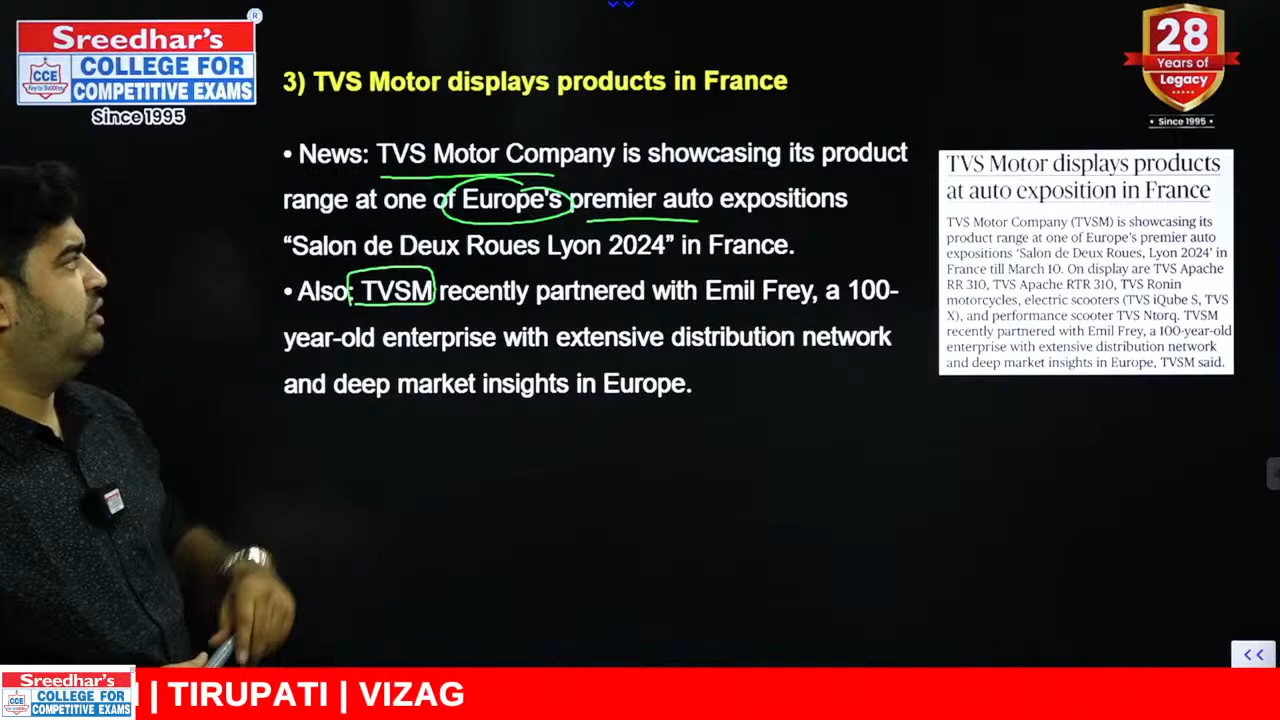 Sreedhar's
CCE
Key to Success
COLLEGE FOR
COMPETITIVE EXAMS
Since 1995
28
Years of
Legacy
• Since 1995 •
3) TVS Motor displays products in France
• News: TVS Motor Company is showcasing its product
range at one of Europe's premier auto expositions
“Salon de Deux Roues Lyon 2024” in France.
• Also: TVSM recently partnered with Emil Frey, a 100-
year-old enterprise with extensive distribution network
and deep market insights in Europe.
TVS Motor displays products
at auto exposition in France
TVS Motor Company (TVSM) is showcasing its
product range at one of Europe's premier auto
expositions ‘Salon de Deux Roues, Lyon 2024’ in
France till March 10. On display are TVS Apache
RR 310, TVS Apache RTR 310, TVS Ronin
motorcycles, electric scooters (TVS iQube S, TVS
X), and performance scooter TVS Ntorq. TVSM
recently partnered with Emil Frey, a 100-year-old
enterprise with extensive distribution network
and deep market insights in Europe, TVSM said.
Sreedhar's
CCE
COLLEGE FOR
COMPETITIVE EXAMS
| TIRUPATI | VIZAG